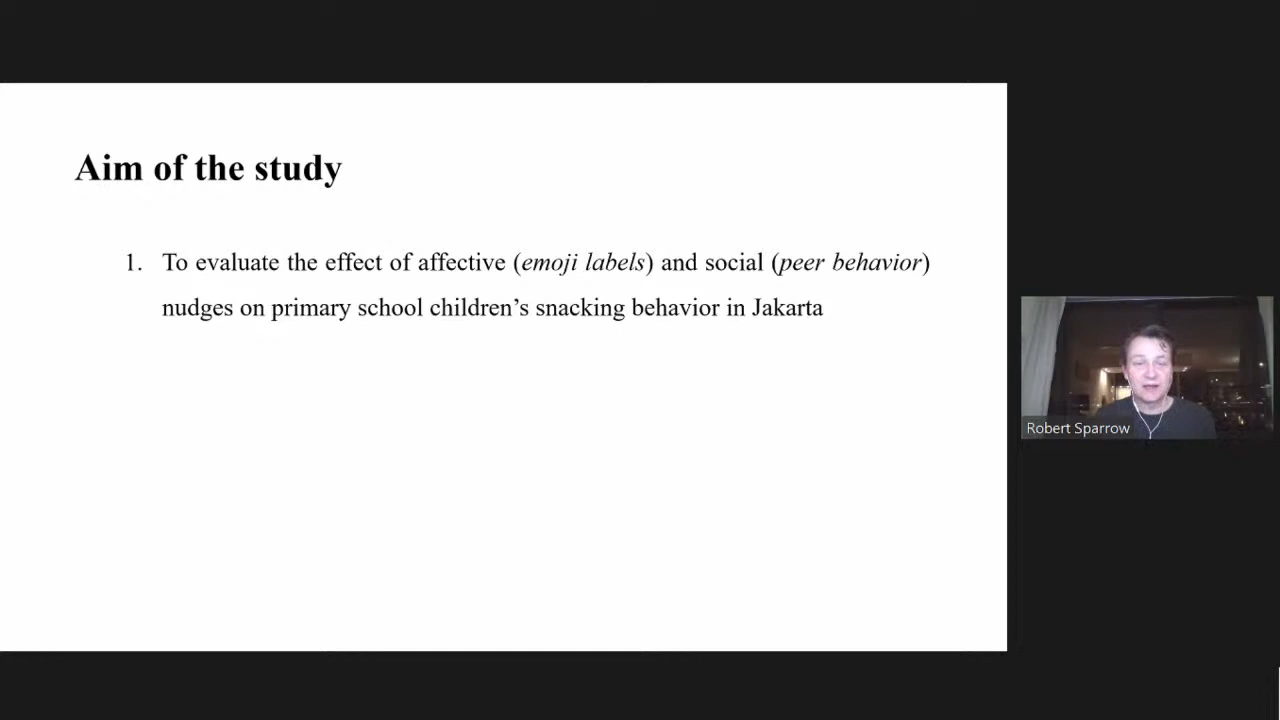 Aim of the study
1. To evaluate the effect of affective (emoji labels) and social (peer behavior)
nudges on primary school children’s snacking behavior in Jakarta
Robert Sparrow